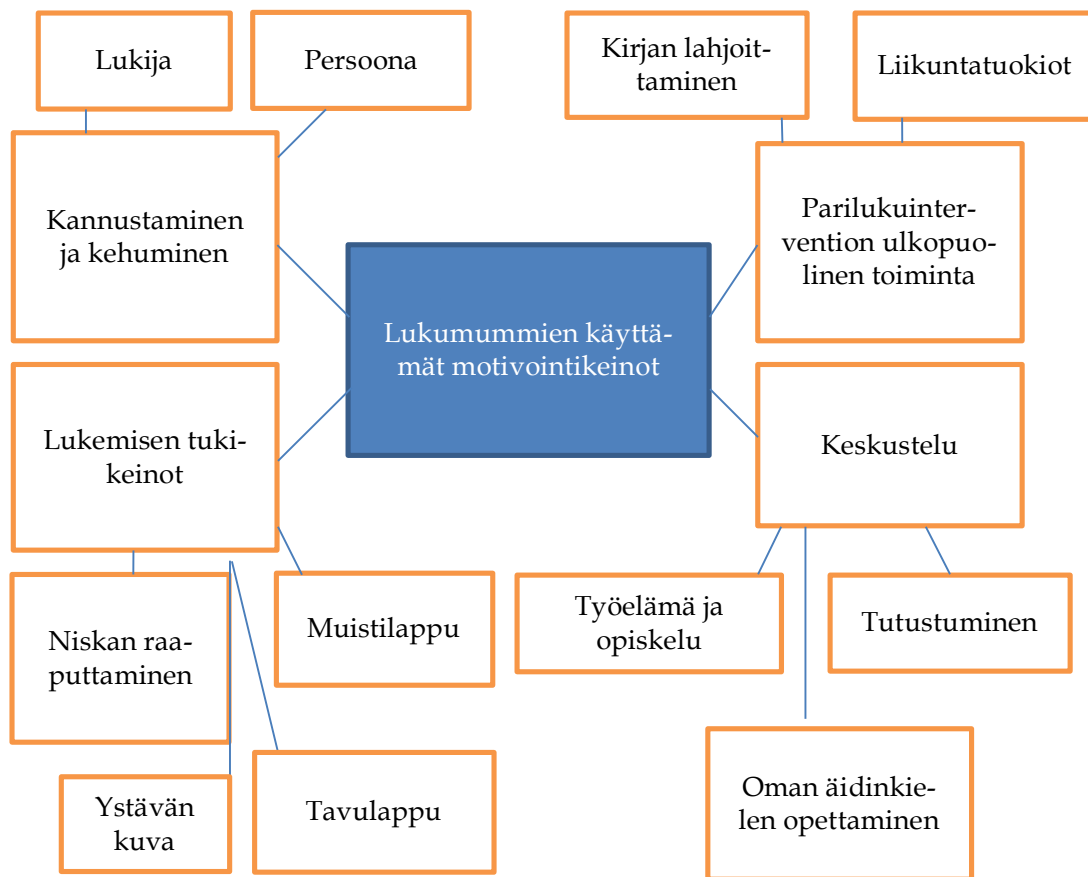 Lukija
Persoona
Kirjan lahjoit-
taminen
Liikuntatuokiot
Kannustaminen
ja kehuminen
Parilukuinter-
vention ulkopuo-
linen toiminta
Lukumummien käyttä-
mät motivointikeinot
Lukemisen tuki-
keinot
Keskustelu
Niskan raa-
puttaminen
Muistilappu
Työelämä ja
opiskelu
Tutustuminen
Ystävän
kuva
Tavulappu
Oman äidinkie-
len opettaminen